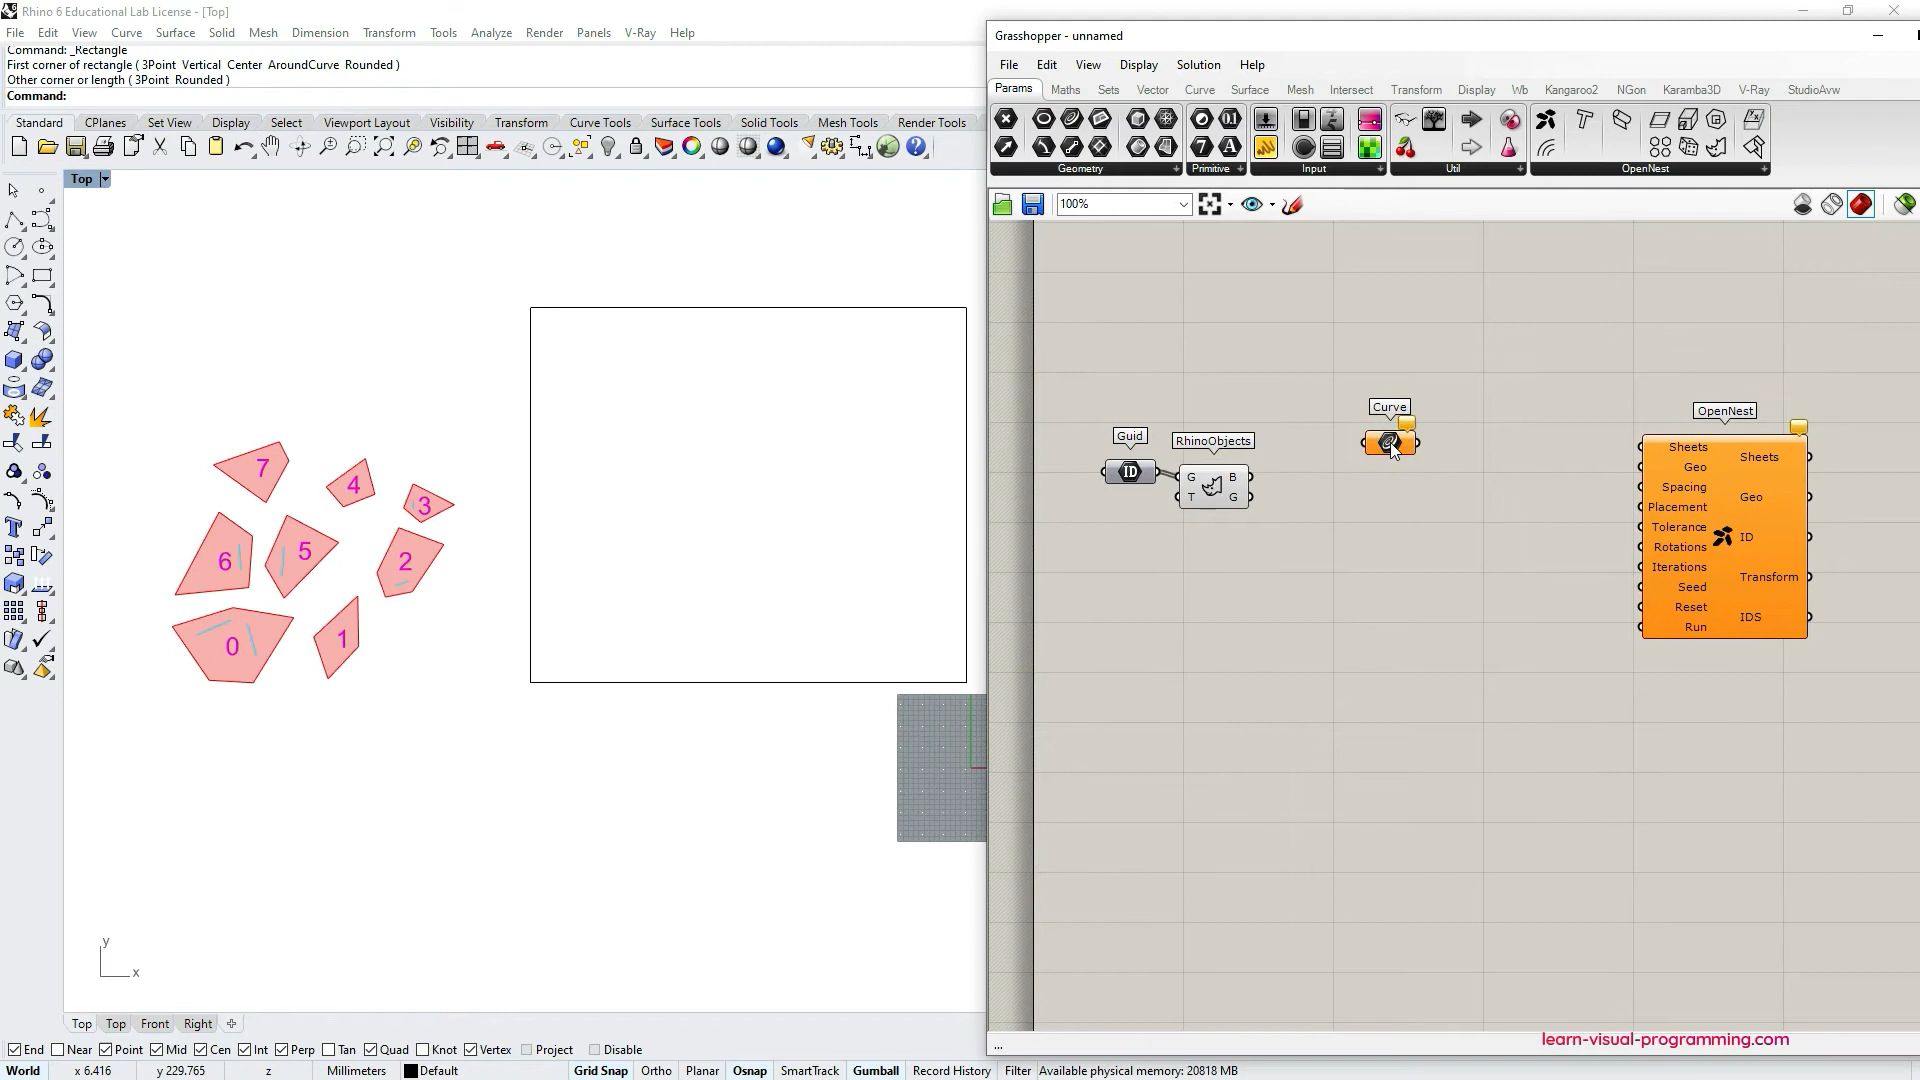 Rhino 6 Educational Lab License - [Top]
File Edit View Curve Surface Solid Mesh Dimension Transform Tools Analyze Render Panels V-Ray Help
Command: _Rectangle
First corner of rectangle ( 3Point Vertical Center AroundCurve Rounded )
Other corner or length ( 3Point Rounded )
Command:
Standard CPlanes Set View Display Select Viewport Layout Visibility Transform Curve Tools Surface Tools Solid Tools Mesh Tools Render Tools
Top
7
4
3
6
5
2
0
1
y
x
Top Top Front Right
End Near Point Mid Cen Int Perp Tan Quad Knot Vertex Project Disable
World x 6.416 y 229.765 z Millimeters Default Grid Snap Ortho Planar Osnap SmartTrack Gumball Record History Filter Available physical memory: 20818 MB
Grasshopper - unnamed
File Edit View Display Solution Help
Params Maths Sets Vector Curve Surface Mesh Intersect Transform Display Wb Kangaroo2 NGon Karamba3D V-Ray StudioAvw
Geometry Primitive Input Util OpenNest
100%
Curve
Guid
ID
RhinoObjects
G B
T G
OpenNest
Sheets
Geo
Spacing
Placement
Tolerance
Rotations
Iterations
Seed
Reset
Run
Sheets
Geo
ID
Transform
IDS
...
learn-visual-programming.com